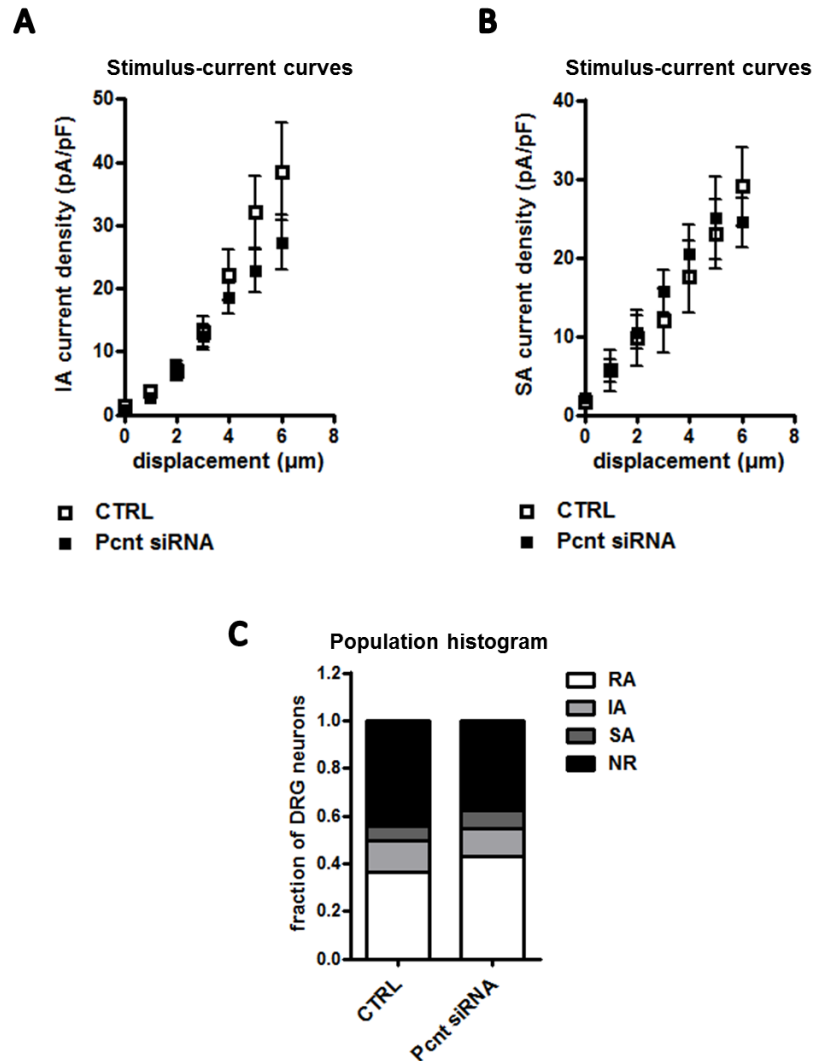 A
Stimulus-current curves
IA current density (pA/pF)
50
40
30
20
10
0
0 2 4 6 8
displacement (µm)
CTRL
Pcnt siRNA
B
Stimulus-current curves
SA current density (pA/pF)
40
30
20
10
0
0 2 4 6 8
displacement (µm)
CTRL
Pcnt siRNA
C
Population histogram
fraction of DRG neurons
1.2
1.0
0.8
0.6
0.4
0.2
0.0
CTRL
Pcnt siRNA
RA
IA
SA
NR